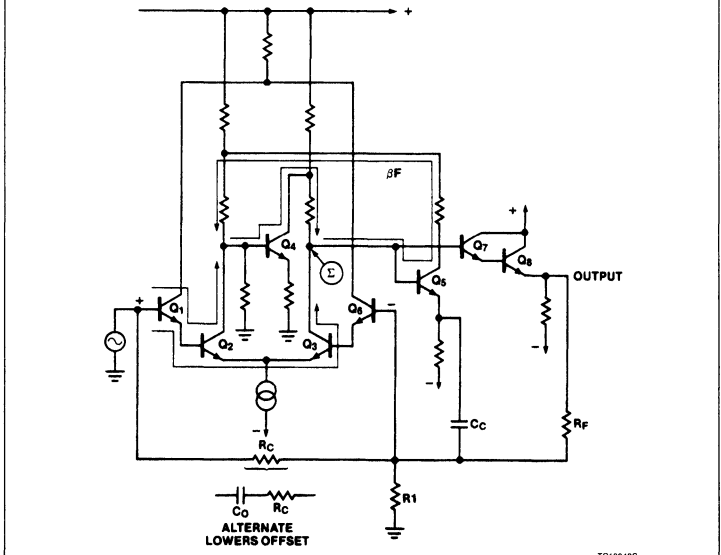 +
βF
+
Q4
Q7
Q8
Q5
OUTPUT
Σ
+
Q1
Q6
−
Q2
Q3
−
−
−
RC
CC
RF
R1
CO
RC
ALTERNATE
LOWERS OFFSET